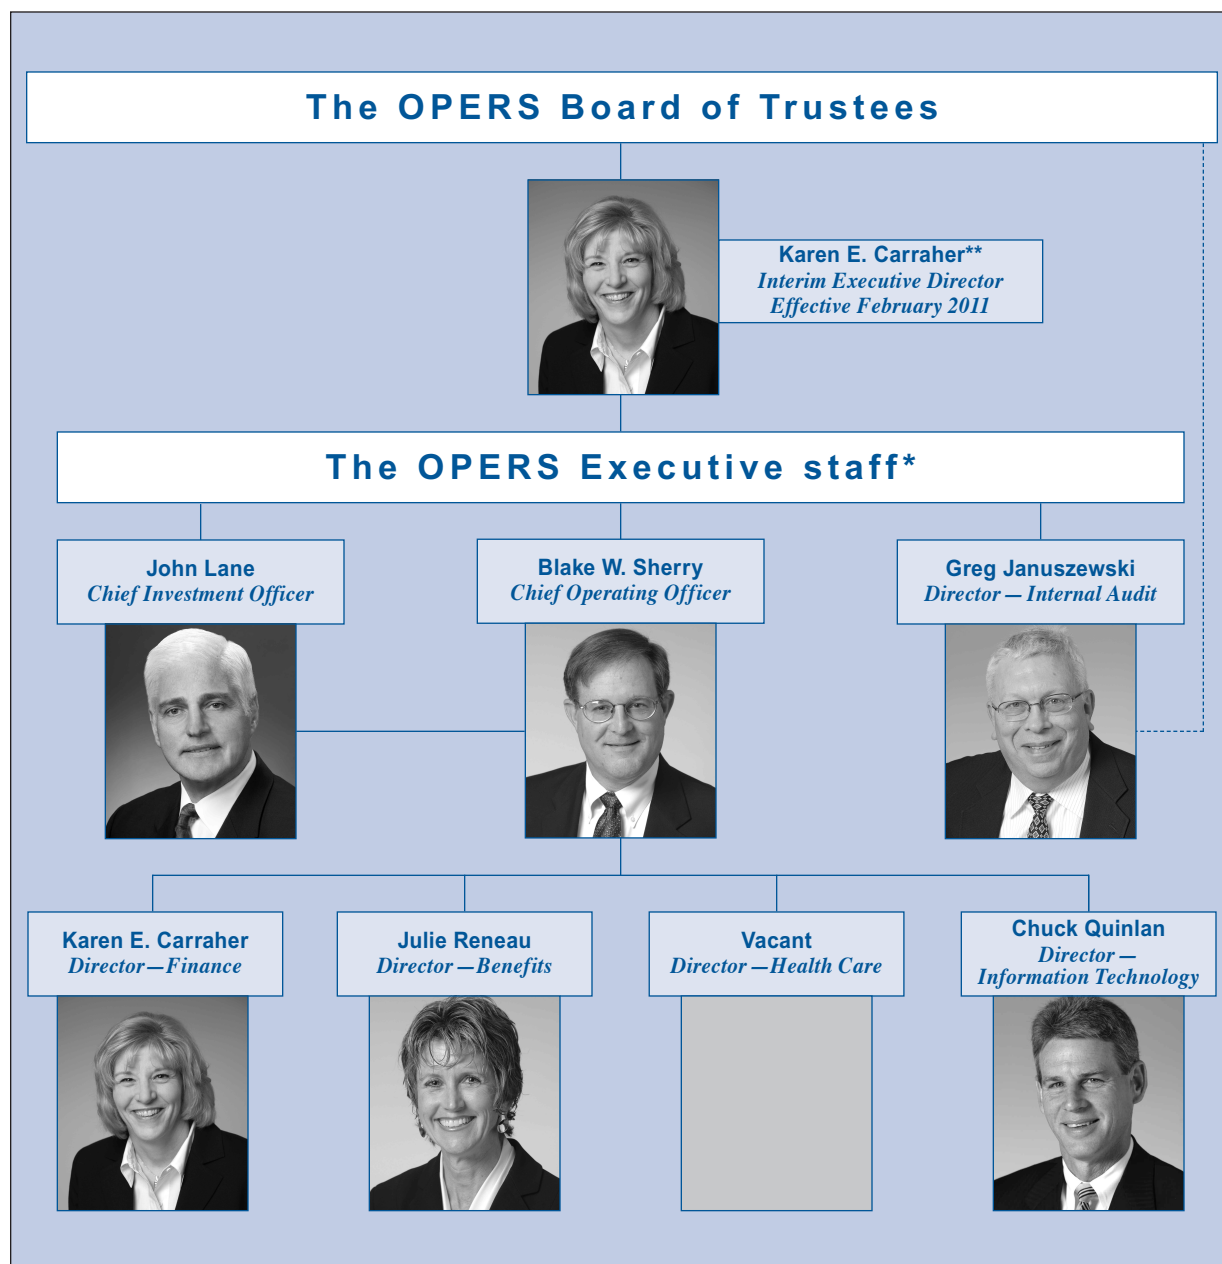 The OPERS Board of Trustees
Karen E. Carraher**
Interim Executive Director
Effective February 2011
The OPERS Executive staff*
John Lane
Chief Investment Officer
Blake W. Sherry
Chief Operating Officer
Greg Januszewski
Director — Internal Audit
Karen E. Carraher
Director—Finance
Julie Reneau
Director —Benefits
Vacant
Director —Health Care
Chuck Quinlan
Director —
Information Technology